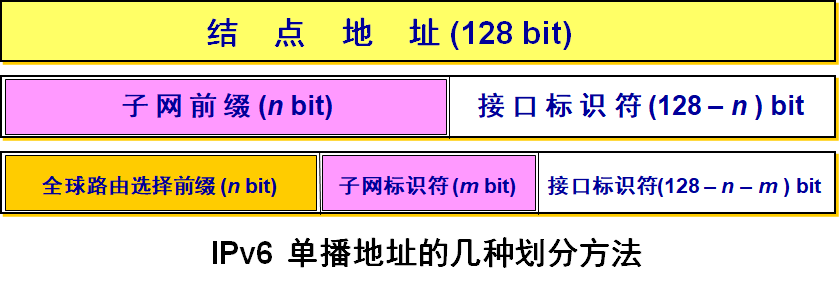 结点地址 (128 bit)
子网前缀 (n bit) 接口标识符 (128 – n ) bit
全球路由选择前缀 (n bit) 子网标识符 (m bit) 接口标识符(128 – n – m ) bit
IPv6 单播地址的几种划分方法